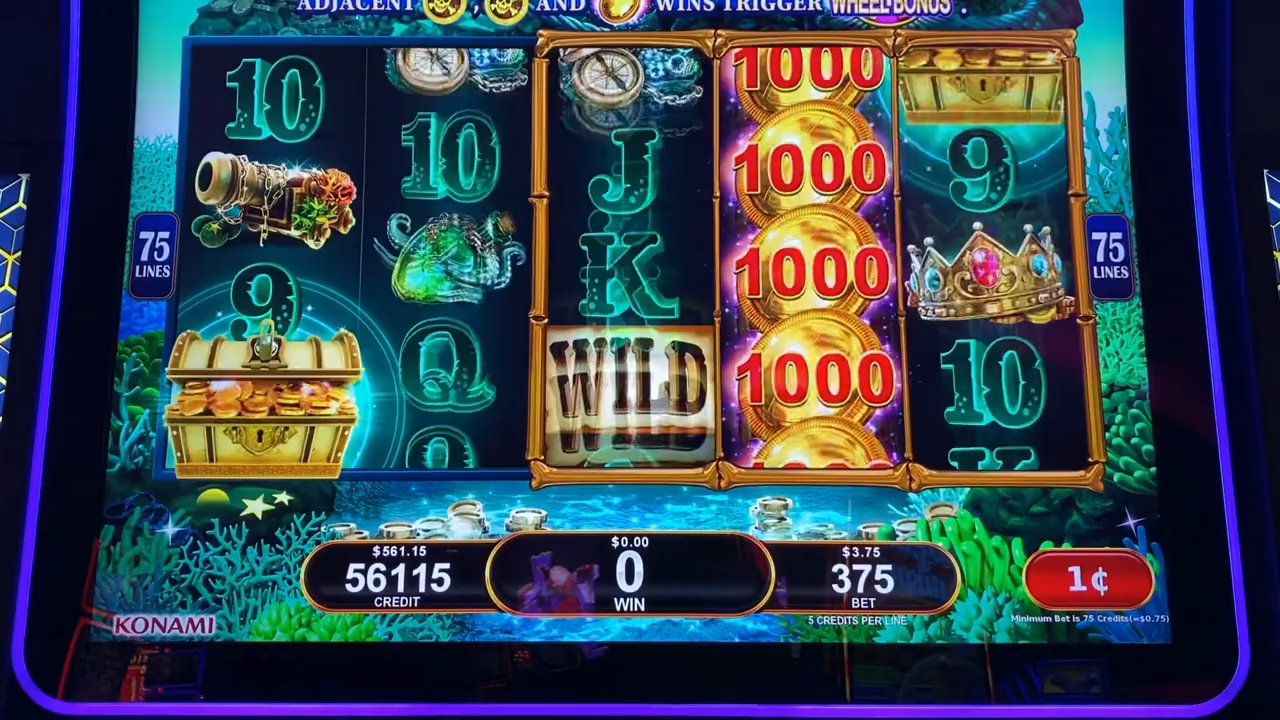 ADJACENT , AND WINS TRIGGER WHEEL BONUS .
10 1000
10 J 1000 9
75 LINES 9 K 1000 75 LINES
Q WILD 1000 10
Q K
$561.15 $0.00 $3.75
56115 0 375 1¢
CREDIT WIN BET
5 CREDITS PER LINE
Minimum Bet Is 75 Credits(=$0.75)
KONAMI